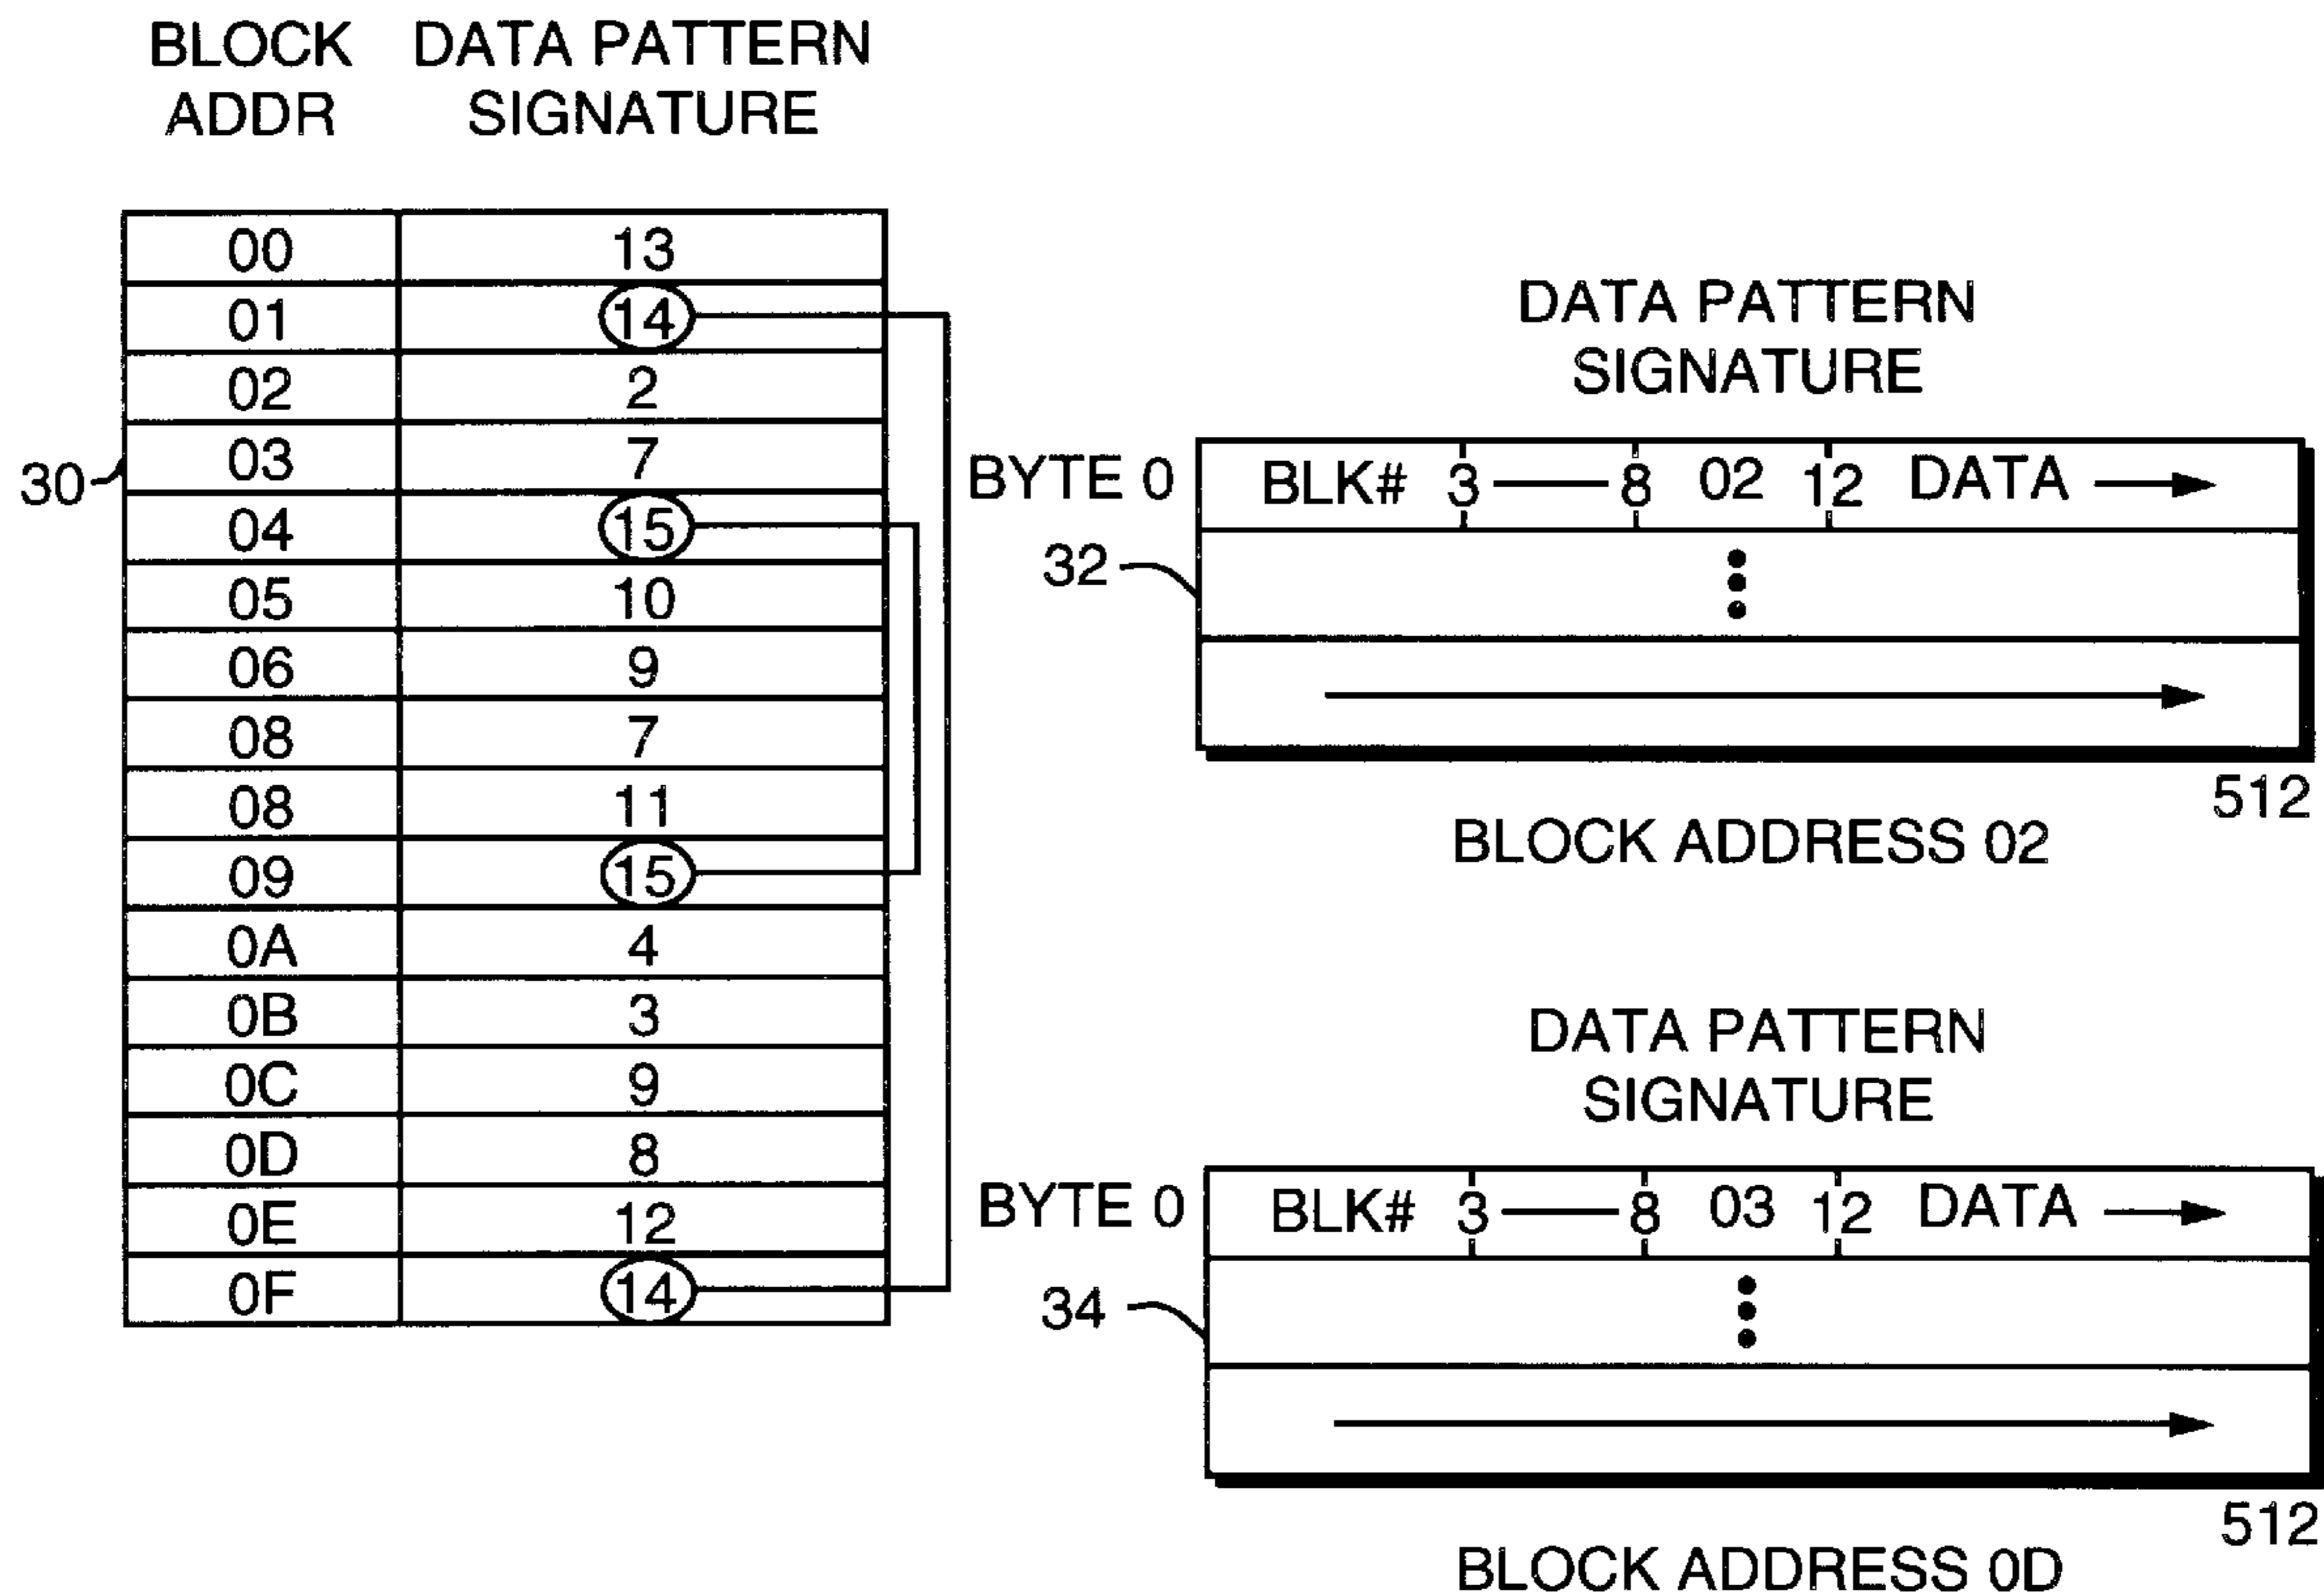 BLOCK DATA PATTERN
ADDR SIGNATURE
00 13
01 14
02 2
03 7
30
04 15
05 10
06 9
08 7
08 11
09 15
0A 4
0B 3
0C 9
0D 8
0E 12
0F 14
DATA PATTERN
SIGNATURE
BYTE 0 BLK# 3 8 02 12 DATA
32
512
BLOCK ADDRESS 02
DATA PATTERN
SIGNATURE
BYTE 0 BLK# 3 8 03 12 DATA
34
512
BLOCK ADDRESS 0D